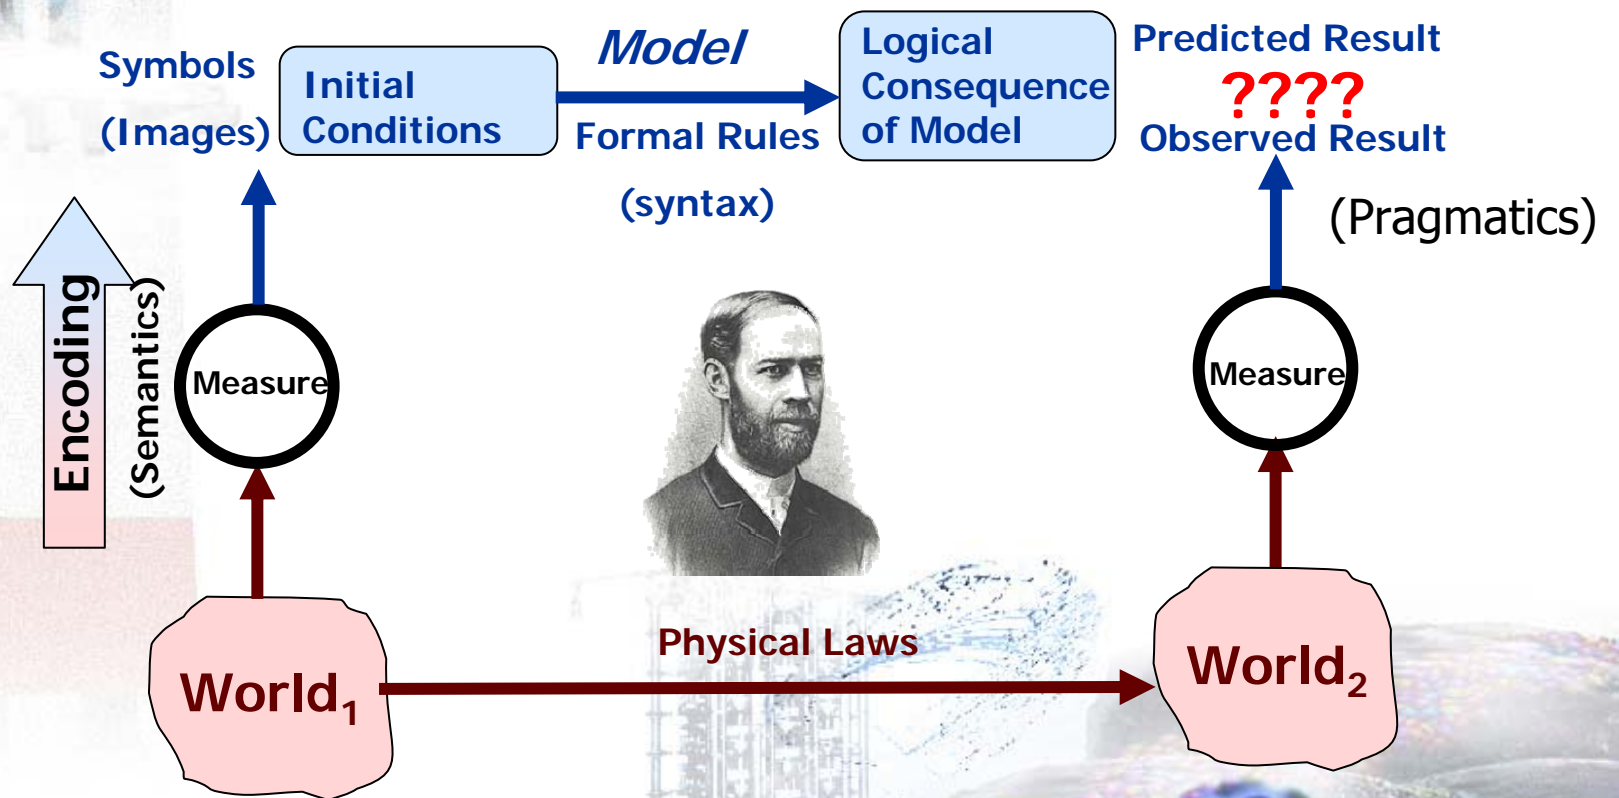 Symbols
(Images)
Initial
Conditions
Model
Formal Rules
(syntax)
Logical
Consequence
of Model
Predicted Result
????
Observed Result
(Pragmatics)
Encoding
(Semantics)
Measure
Measure
Physical Laws
World₁
World₂